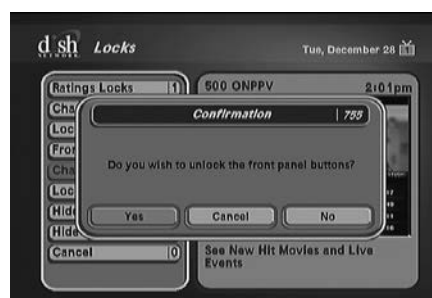 dish Locks
NETWORK
Tue, December 28
Ratings Locks 1
500 ONPPV 2:01pm
Cha
Confirmation 755
Loc
Fron
Do you wish to unlock the front panel buttons?
Cha
Loc
Hide
Yes Cancel No
Hide
Cancel 0
See New Hit Movies and Live
Events